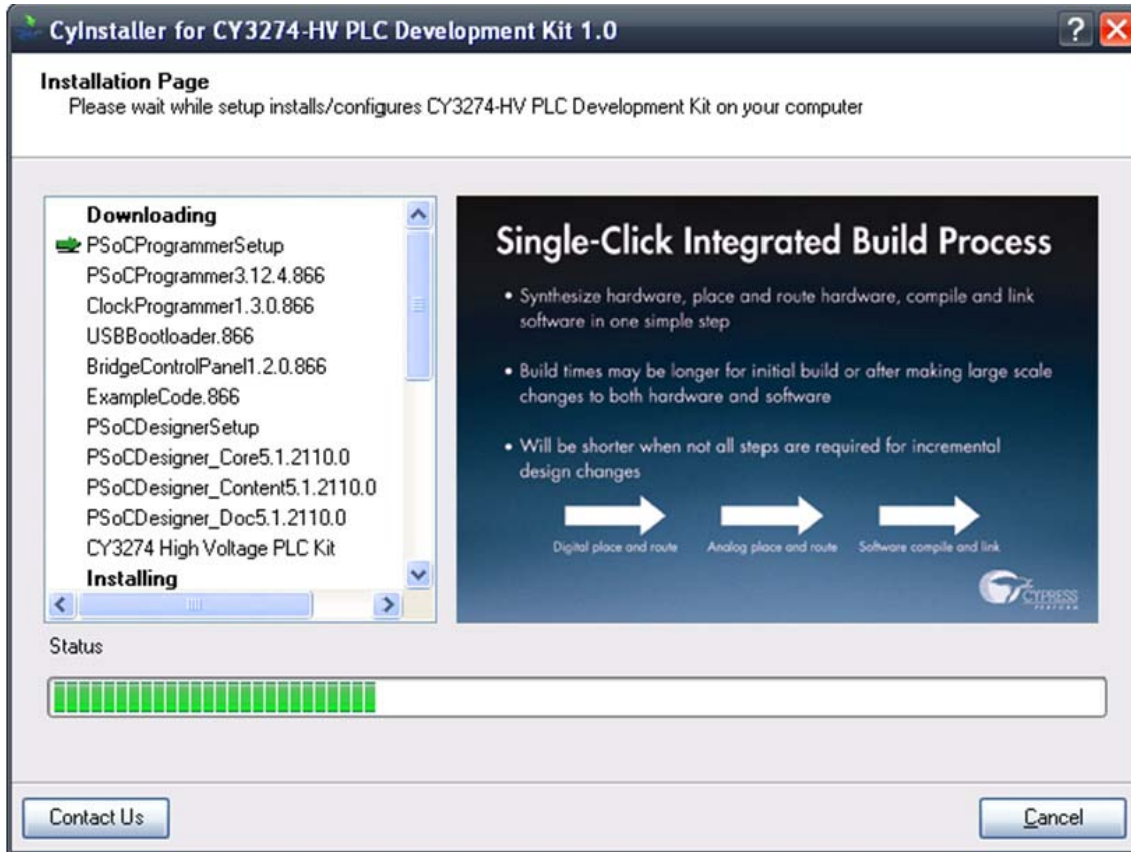 CyInstaller for CY3274-HV PLC Development Kit 1.0
Installation Page
Please wait while setup installs/configures CY3274-HV PLC Development Kit on your computer
Downloading
PSoCProgrammerSetup
PSoCProgrammer3.12.4.866
ClockProgrammer1.3.0.866
USBBootloader.866
BridgeControlPanel1.2.0.866
ExampleCode.866
PSoCDesignerSetup
PSoCDesigner_Core5.1.2110.0
PSoCDesigner_Content5.1.2110.0
PSoCDesigner_Doc5.1.2110.0
CY3274 High Voltage PLC Kit
Installing
Single-Click Integrated Build Process
• Synthesize hardware, place and route hardware, compile and link
software in one simple step
• Build times may be longer for initial build or after making large scale
changes to both hardware and software
• Will be shorter when not all steps are required for incremental
design changes
Digital place and route
Analog place and route
Software compile and link
CYPRESS
PERFORM
Status
Contact Us
Cancel